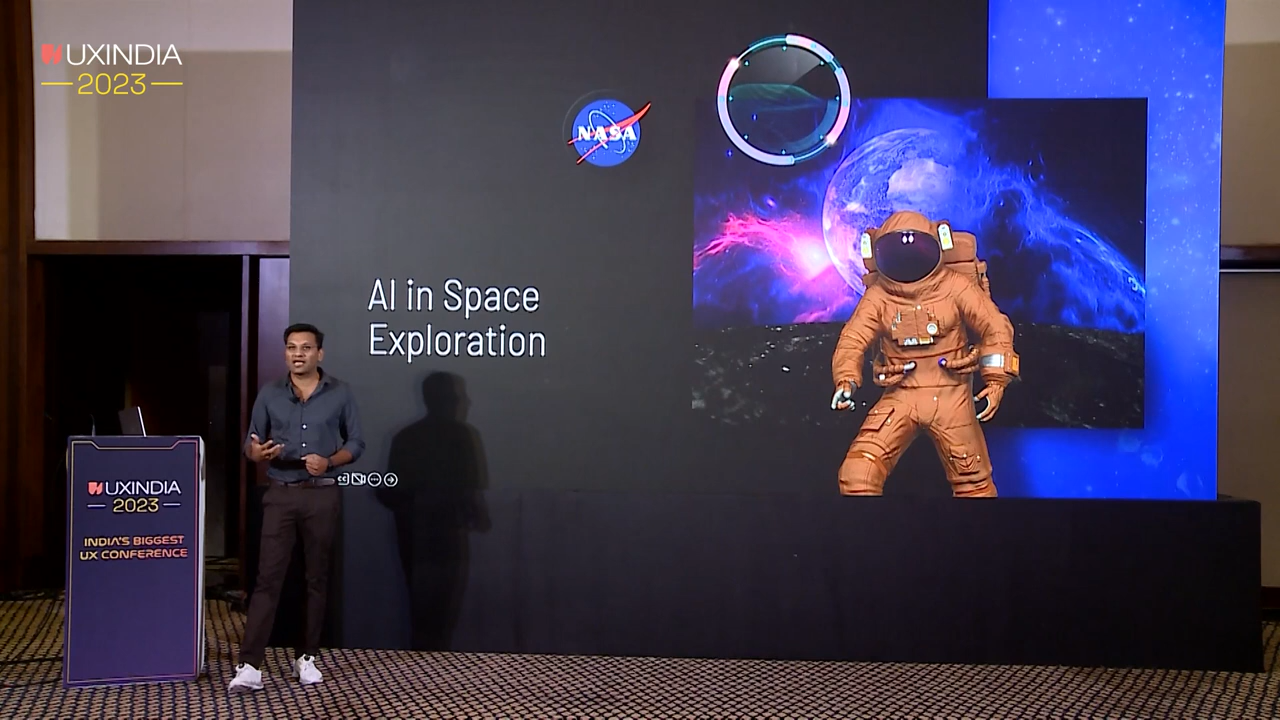 UXINDIA
2023
NASA
AI in Space
Exploration
UXINDIA
2023
INDIA'S BIGGEST
UX CONFERENCE